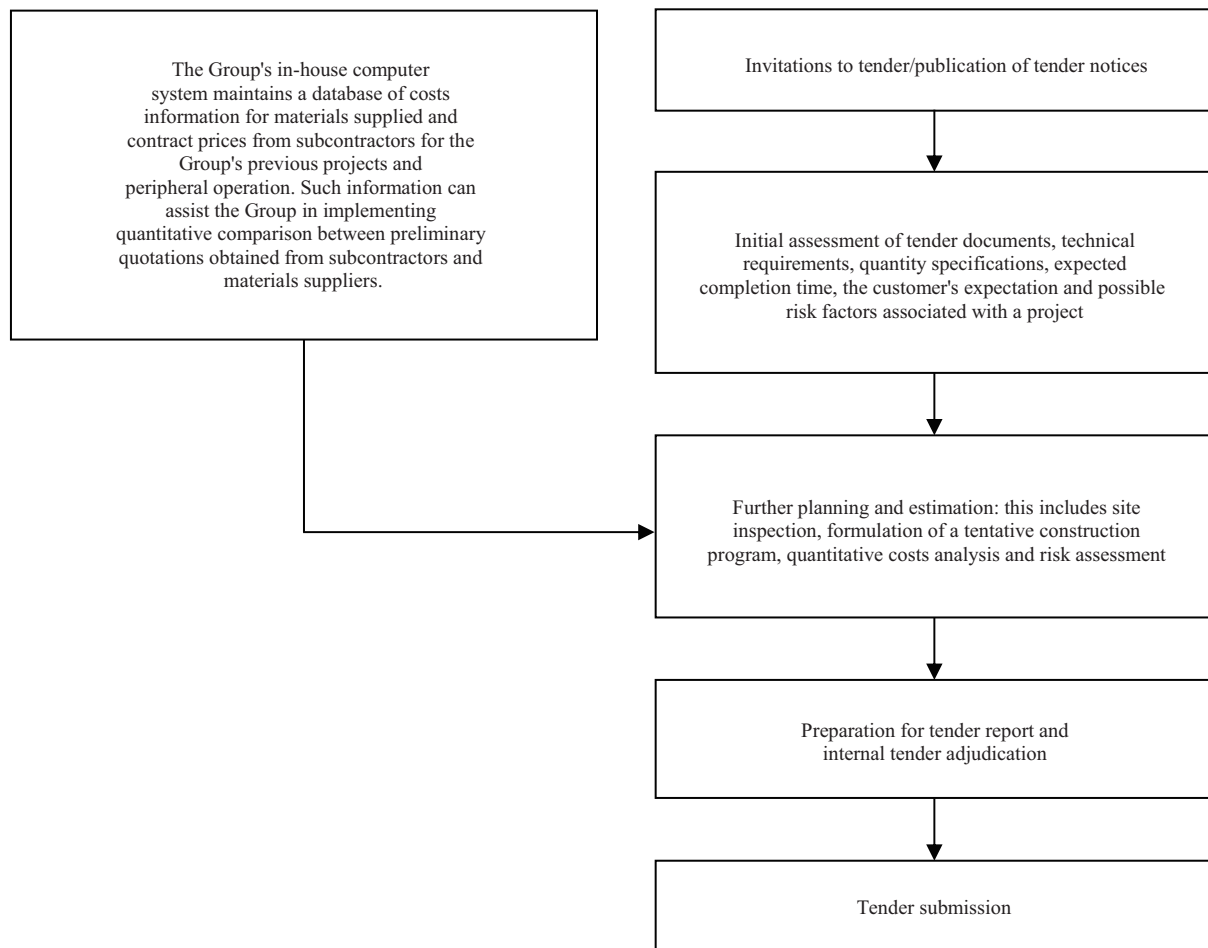 The Group's in-house computer
system maintains a database of costs
information for materials supplied and
contract prices from subcontractors for the
Group's previous projects and
peripheral operation. Such information can
assist the Group in implementing
quantitative comparison between preliminary
quotations obtained from subcontractors and
materials suppliers.
Invitations to tender/publication of tender notices
Initial assessment of tender documents, technical
requirements, quantity specifications, expected
completion time, the customer's expectation and possible
risk factors associated with a project
Further planning and estimation: this includes site
inspection, formulation of a tentative construction
program, quantitative costs analysis and risk assessment
Preparation for tender report and
internal tender adjudication
Tender submission